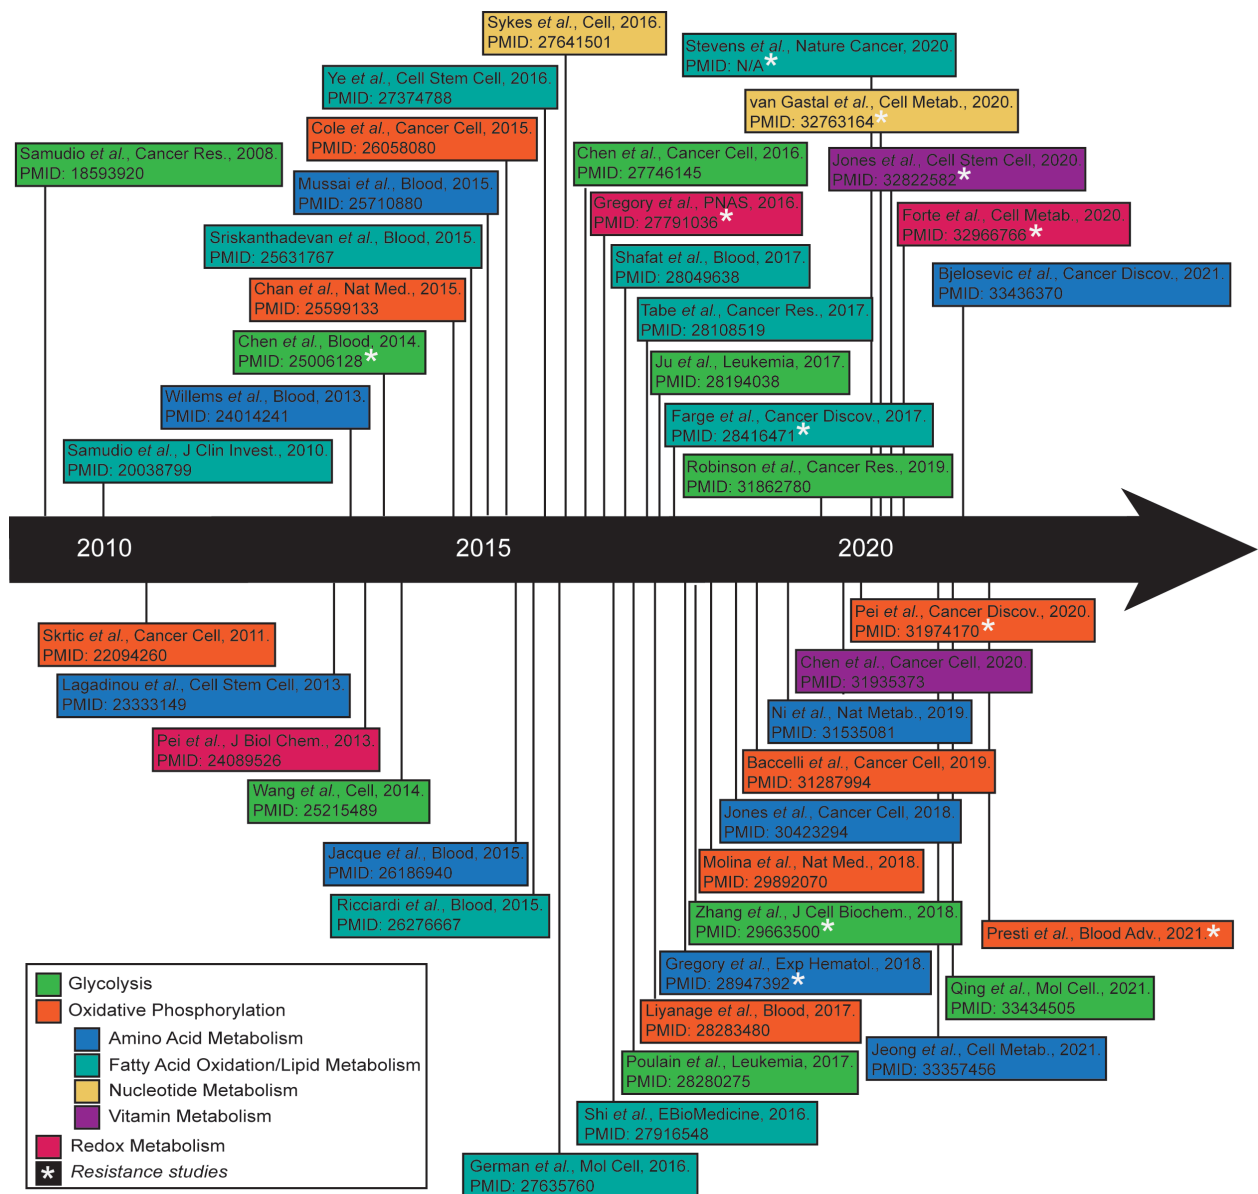 Sykes et al., Cell, 2016.
PMID: 27641501
Stevens et al., Nature Cancer, 2020.
PMID: N/A*
Ye et al., Cell Stem Cell, 2016.
PMID: 27374788
van Gastal et al., Cell Metab., 2020.
PMID: 32763164*
Cole et al., Cancer Cell, 2015.
PMID: 26058080
Samudio et al., Cancer Res., 2008.
PMID: 18593920
Chen et al., Cancer Cell, 2016.
PMID: 27746145
Jones et al., Cell Stem Cell, 2020
PMID: 32822582*
Mussai et al., Blood, 2015.
PMID: 25710880
Gregory et al., PNAS, 2016.
PMID: 27791036*
Forte et al., Cell Metab., 2020.
PMID: 32966766*
Sriskanthadevan et al., Blood, 2015.
PMID: 25631767
Shafat et al., Blood, 2017.
PMID: 28049638
Bjelosevic et al., Cancer Discov., 2021.
PMID: 33436370
Chan et al., Nat Med., 2015.
PMID: 25599133
Tabe et al., Cancer Res., 2017.
PMID: 28108519
Chen et al., Blood, 2014.
PMID: 25006128*
Ju et al., Leukemia, 2017.
PMID: 28194038
Willems et al., Blood, 2013.
PMID: 24014241
Farge et al., Cancer Discov., 2017.
PMID: 28416471*
Samudio et al., J Clin Invest., 2010.
PMID: 20038799
Robinson et al., Cancer Res., 2019.
PMID: 31862780
2010
2015
2020
Pei et al., Cancer Discov., 2020.
PMID: 31974170*
Skrtic et al., Cancer Cell, 2011.
PMID: 22094260
Chen et al., Cancer Cell, 2020.
PMID: 31935373
Lagadinou et al., Cell Stem Cell, 2013.
PMID: 23333149
Ni et al., Nat Metab., 2019.
PMID: 31535081
Pei et al., J Biol Chem., 2013.
PMID: 24089526
Baccelli et al., Cancer Cell, 2019.
PMID: 31287994
Wang et al., Cell, 2014.
PMID: 25215489
Jones et al., Cancer Cell, 2018.
PMID: 30423294
Jacque et al., Blood, 2015.
PMID: 26186940
Molina et al., Nat Med., 2018.
PMID: 29892070
Ricciardi et al., Blood, 2015.
PMID: 26276667
Zhang et al., J Cell Biochem., 2018.
PMID: 29663500*
Presti et al., Blood Adv., 2021.*
Gregory et al., Exp Hematol., 2018.
PMID: 28947392*
Qing et al., Mol Cell., 2021.
PMID: 33434505
Liyanage et al., Blood, 2017.
PMID: 28283480
Jeong et al., Cell Metab., 2021.
PMID: 33357456
Poulain et al., Leukemia, 2017.
PMID: 28280275
Shi et al., EBioMedicine, 2016.
PMID: 27916548
German et al., Mol Cell, 2016.
PMID: 27635760
Glycolysis
Oxidative Phosphorylation
Amino Acid Metabolism
Fatty Acid Oxidation/Lipid Metabolism
Nucleotide Metabolism
Vitamin Metabolism
Redox Metabolism
* Resistance studies